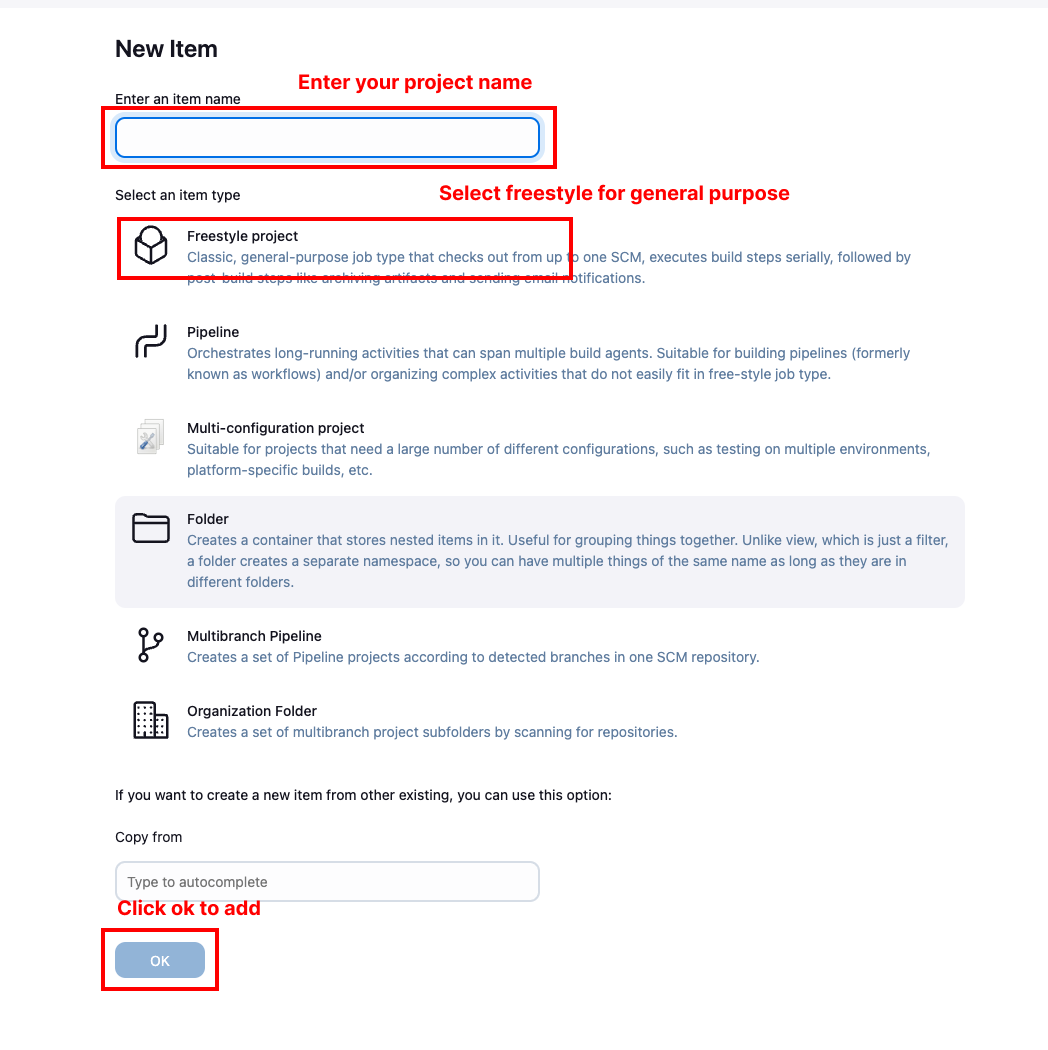 New Item
Enter your project name
Enter an item name
Select freestyle for general purpose
Select an item type
Freestyle project
Classic, general-purpose job type that checks out from up to one SCM, executes build steps serially, followed by
post-build steps like archiving artifacts and sending email notifications.
Pipeline
Orchestrates long-running activities that can span multiple build agents. Suitable for building pipelines (formerly
known as workflows) and/or organizing complex activities that do not easily fit in free-style job type.
Multi-configuration project
Suitable for projects that need a large number of different configurations, such as testing on multiple environments,
platform-specific builds, etc.
Folder
Creates a container that stores nested items in it. Useful for grouping things together. Unlike view, which is just a filter,
a folder creates a separate namespace, so you can have multiple things of the same name as long as they are in
different folders.
Multibranch Pipeline
Creates a set of Pipeline projects according to detected branches in one SCM repository.
Organization Folder
Creates a set of multibranch project subfolders by scanning for repositories.
If you want to create a new item from other existing, you can use this option:
Copy from
Type to autocomplete
Click ok to add
OK